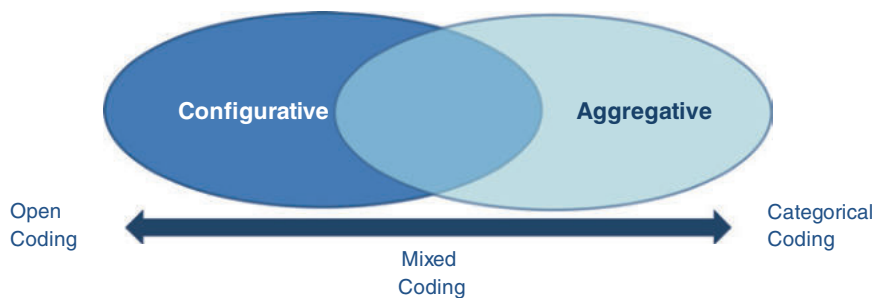 Configurative
Aggregative
Open
Coding
Mixed
Coding
Categorical
Coding